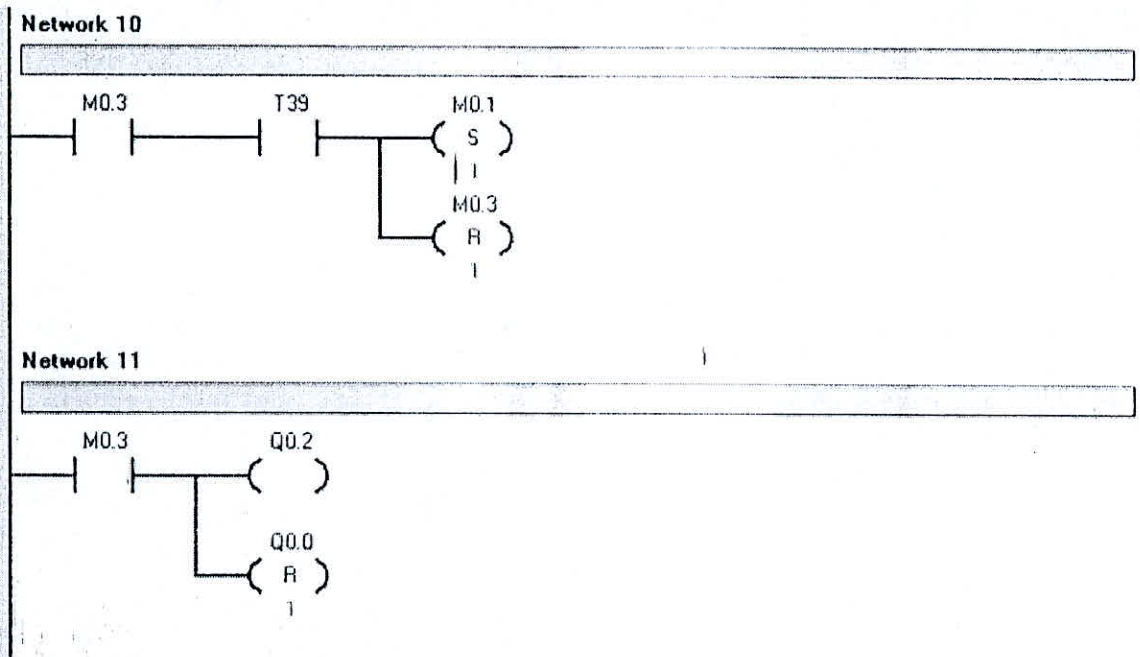 Network 10
M0.3 T39 M0.1
S
1
M0.3
R
1
Network 11
M0.3 Q0.2
Q0.0
R
1